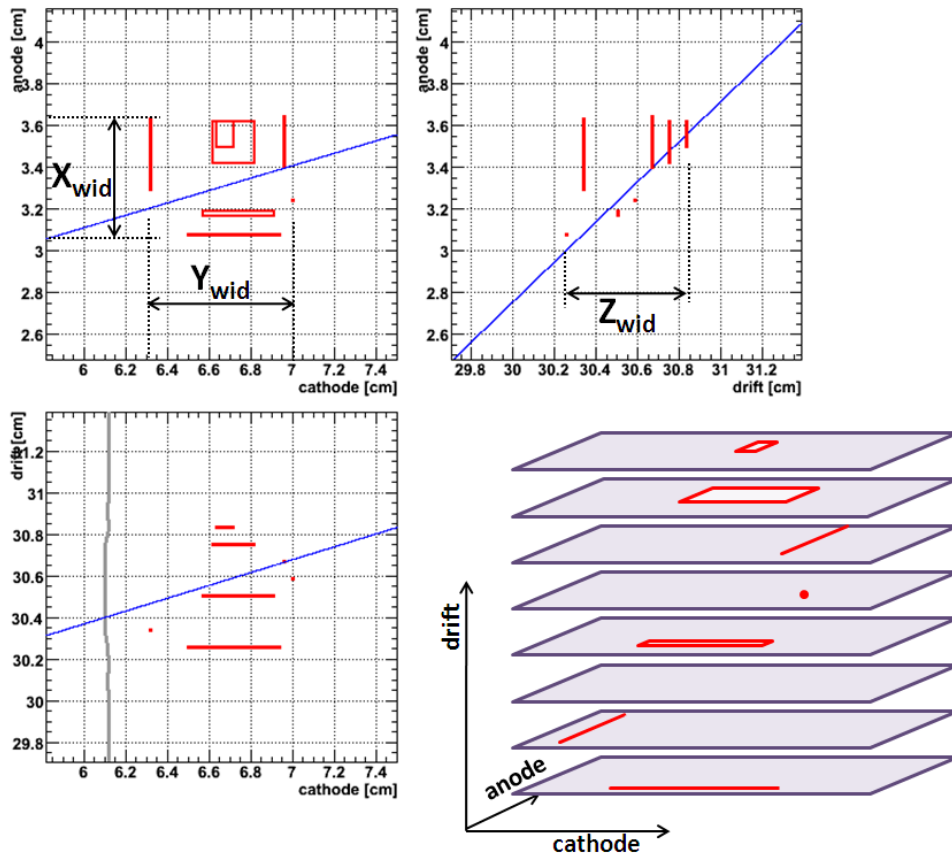 anode [cm]
4
3.8
3.6
3.4
3.2
3
2.8
2.6
X wid
Y wid
6 6.2 6.4 6.6 6.8 7 7.2 7.4
cathode [cm]
anode [cm]
4
3.8
3.6
3.4
3.2
3
2.8
2.6
Z wid
29.8 30 30.2 30.4 30.6 30.8 31 31.2
drift [cm]
drift [cm]
31.2
31
30.8
30.6
30.4
30.2
30
29.8
6 6.2 6.4 6.6 6.8 7 7.2 7.4
cathode [cm]
drift
anode
cathode